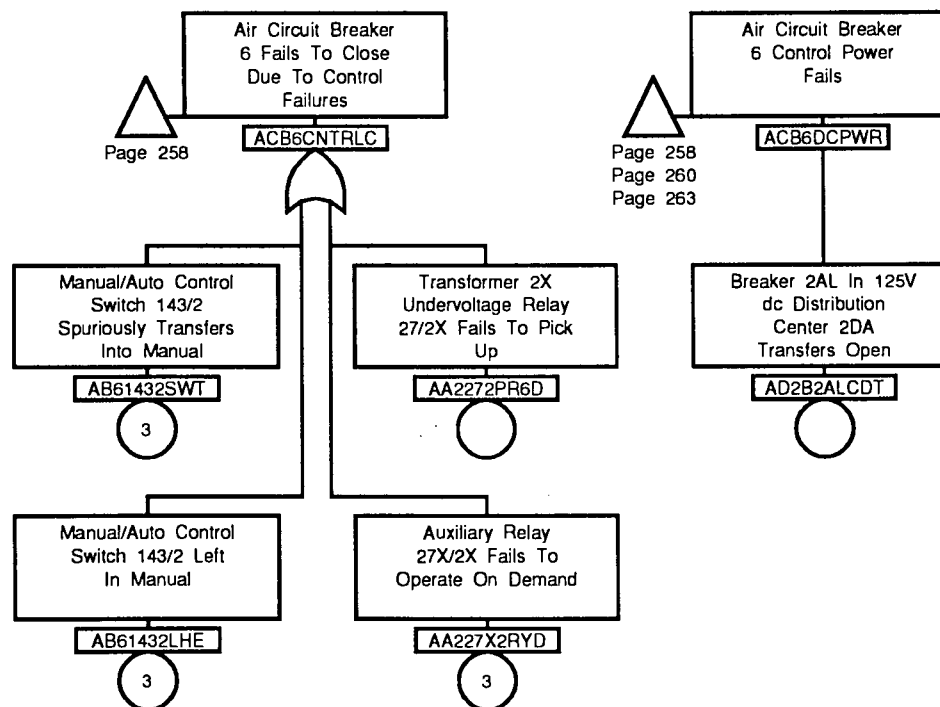 Air Circuit Breaker
6 Fails To Close
Due To Control
Failures
Page 258
ACB6CNTRLC
Air Circuit Breaker
6 Control Power
Fails
Page 258
Page 260
Page 263
ACB6DCPWR
Manual/Auto Control
Switch 143/2
Spuriously Transfers
Into Manual
AB61432SWT
3
Transformer 2X
Undervoltage Relay
27/2X Fails To Pick
Up
AA2272PR6D
Breaker 2AL In 125V
dc Distribution
Center 2DA
Transfers Open
AD2B2ALCDT
Manual/Auto Control
Switch 143/2 Left
In Manual
AB61432LHE
3
Auxiliary Relay
27X/2X Fails To
Operate On Demand
AA227X2RYD
3